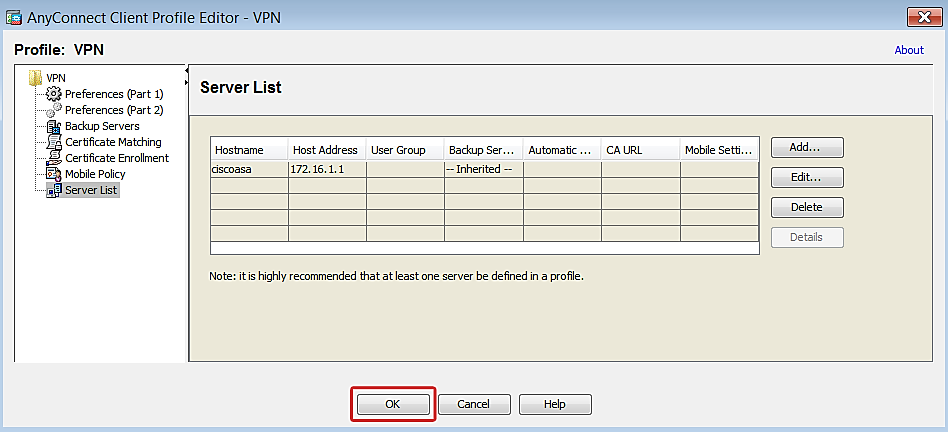 AnyConnect Client Profile Editor - VPN
Profile: VPN
About
VPN
Preferences (Part 1)
Preferences (Part 2)
Backup Servers
Certificate Matching
Certificate Enrollment
Mobile Policy
Server List
Server List
Hostname Host Address User Group Backup Ser... Automatic ... CA URL Mobile Setti...
ciscoasa 172.16.1.1 -- Inherited --
Add...
Edit...
Delete
Details
Note: it is highly recommended that at least one server be defined in a profile.
OK Cancel Help